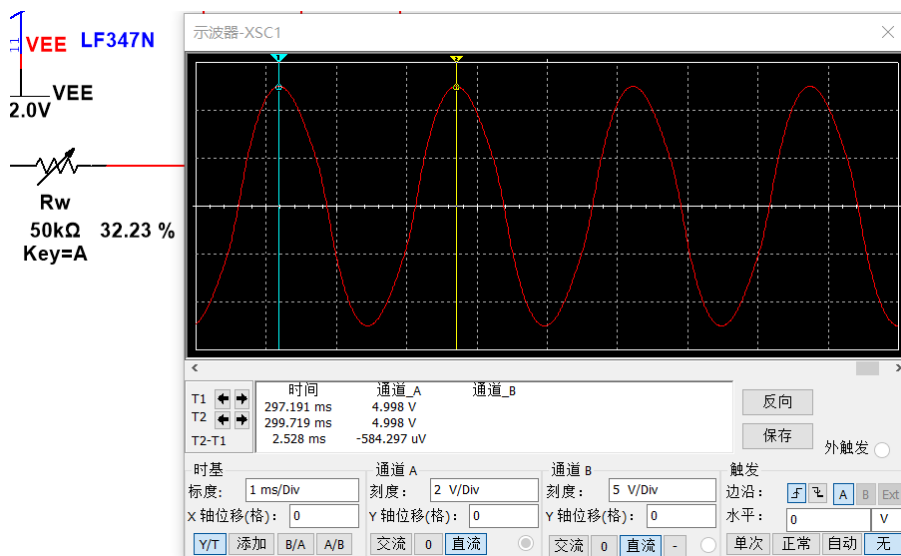 示波器-XSC1
11
VEE LF347N
VEE
2.0V
Rw
50kΩ 32.23 %
Key=A
1 2
时间 通道_A 通道_B
T1 297.191 ms 4.998 V
T2 299.719 ms 4.998 V
T2-T1 2.528 ms -584.297 uV
反向
保存
外触发
时基 通道 A 通道 B 触发
标度: 1 ms/Div 刻度: 2 V/Div 刻度: 5 V/Div 边沿: A B Ext
X 轴位移(格): 0 Y 轴位移(格): 0 Y 轴位移(格): 0 水平: 0 V
Y/T 添加 B/A A/B 交流 0 直流 交流 0 直流 - 单次 正常 自动 无